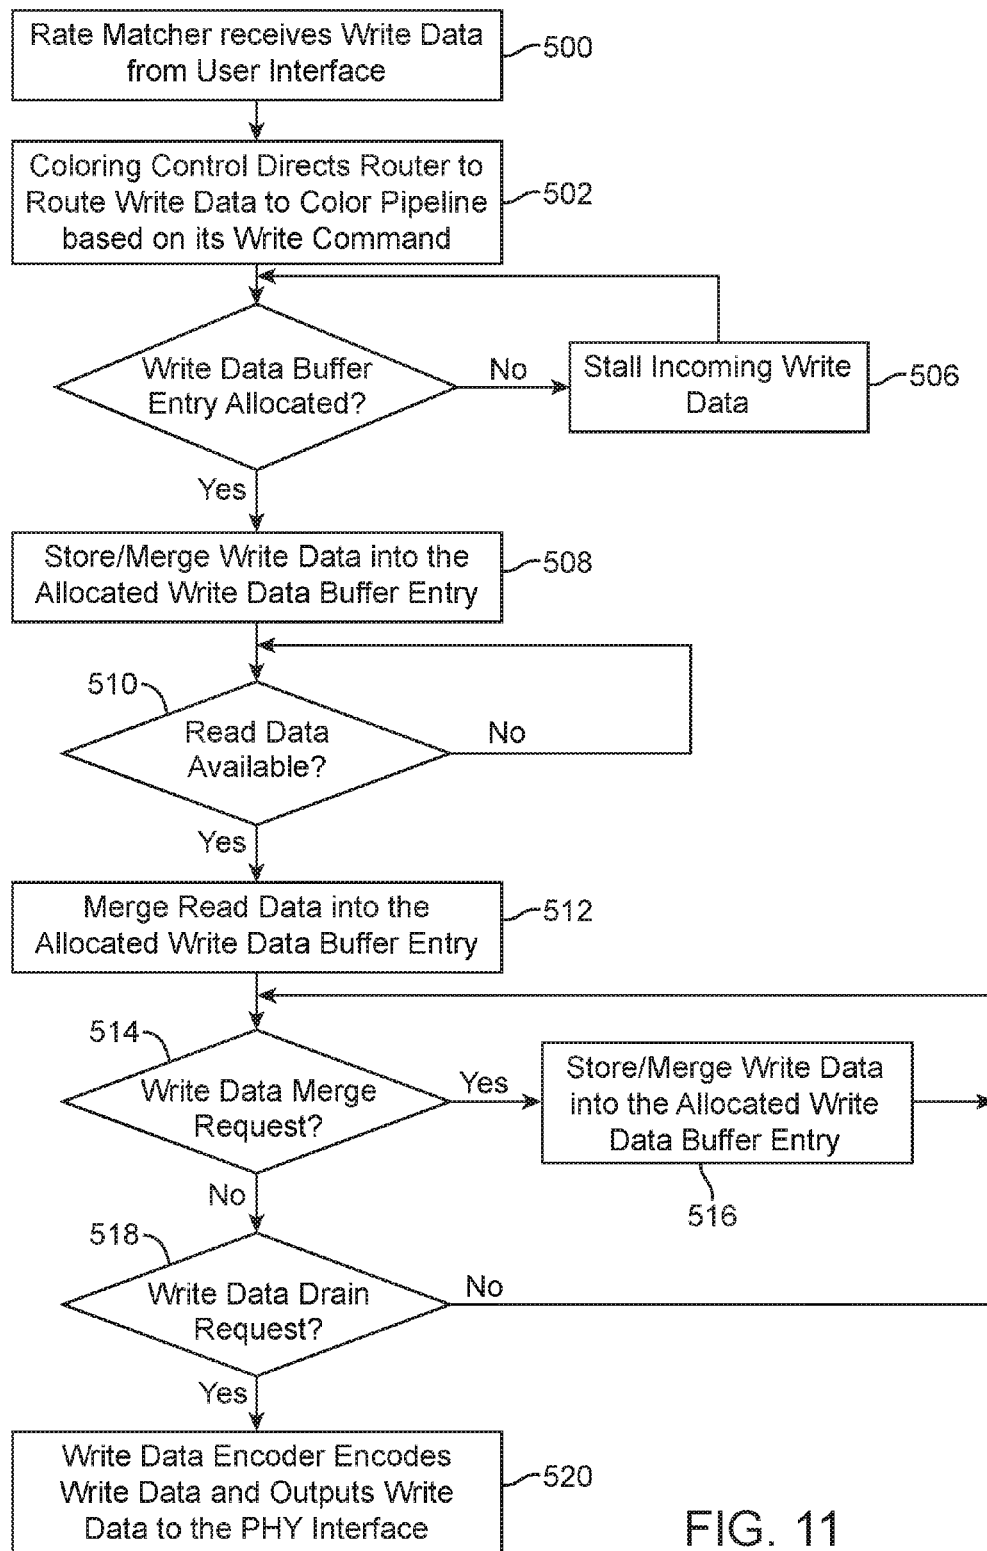 Rate Matcher receives Write Data
from User Interface
500
Coloring Control Directs Router to
Route Write Data to Color Pipeline
based on its Write Command
502
Write Data Buffer
Entry Allocated?
No
Stall Incoming Write
Data
506
Yes
Store/Merge Write Data into the
Allocated Write Data Buffer Entry
508
510
Read Data
Available?
No
Yes
Merge Read Data into the
Allocated Write Data Buffer Entry
512
514
Write Data Merge
Request?
Yes
Store/Merge Write Data
into the Allocated Write
Data Buffer Entry
516
No
518
Write Data Drain
Request?
No
Yes
Write Data Encoder Encodes
Write Data and Outputs Write
Data to the PHY Interface
520
FIG. 11